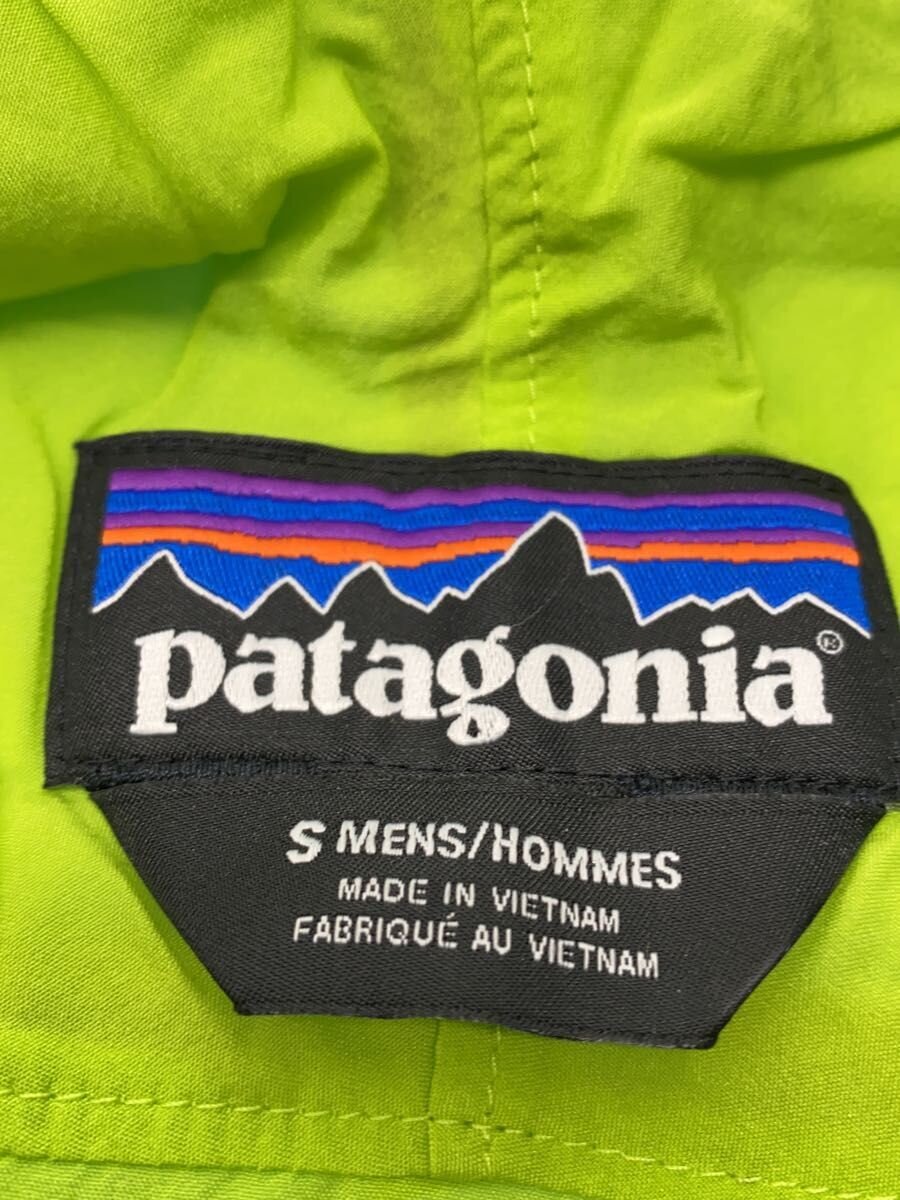 patagonia®
S MENS/HOMMES
MADE IN VIETNAM
FABRIQUÉ AU VIETNAM